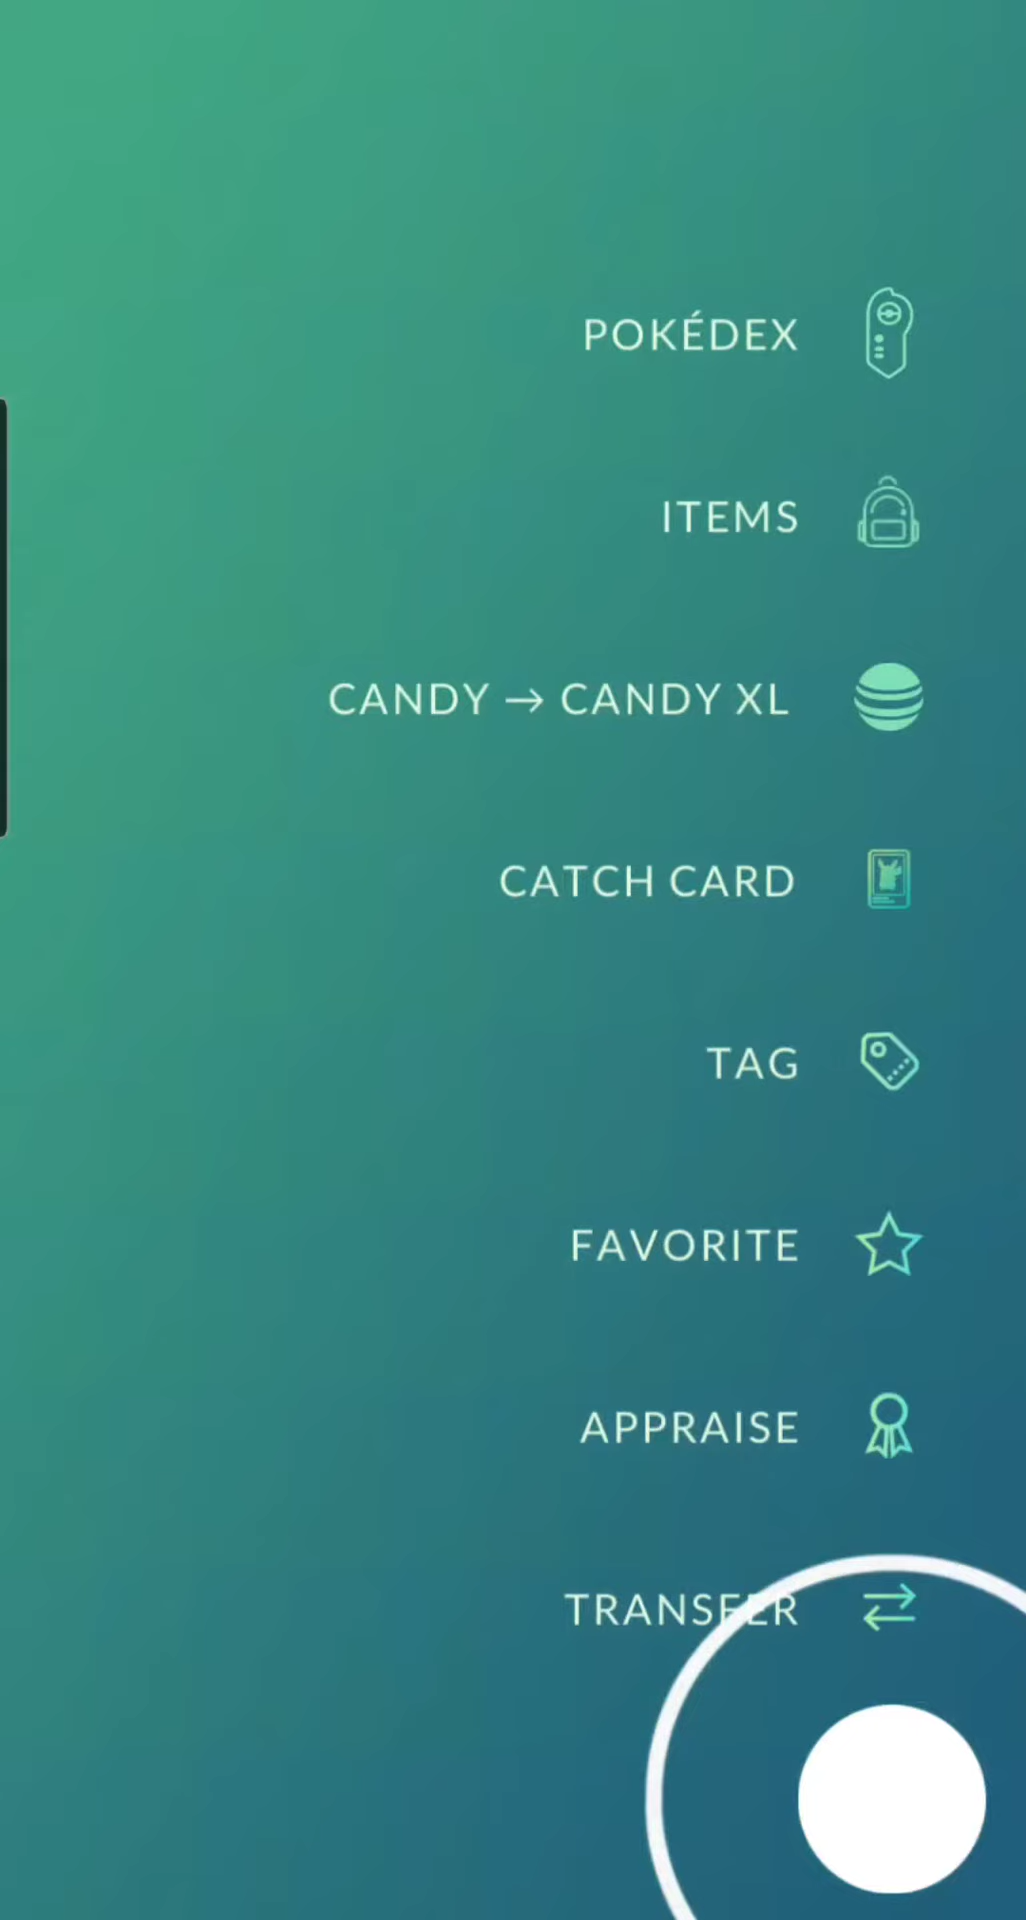 POKÉDEX
ITEMS
CANDY → CANDY XL
CATCH CARD
TAG
FAVORITE
APPRAISE
TRANSFER